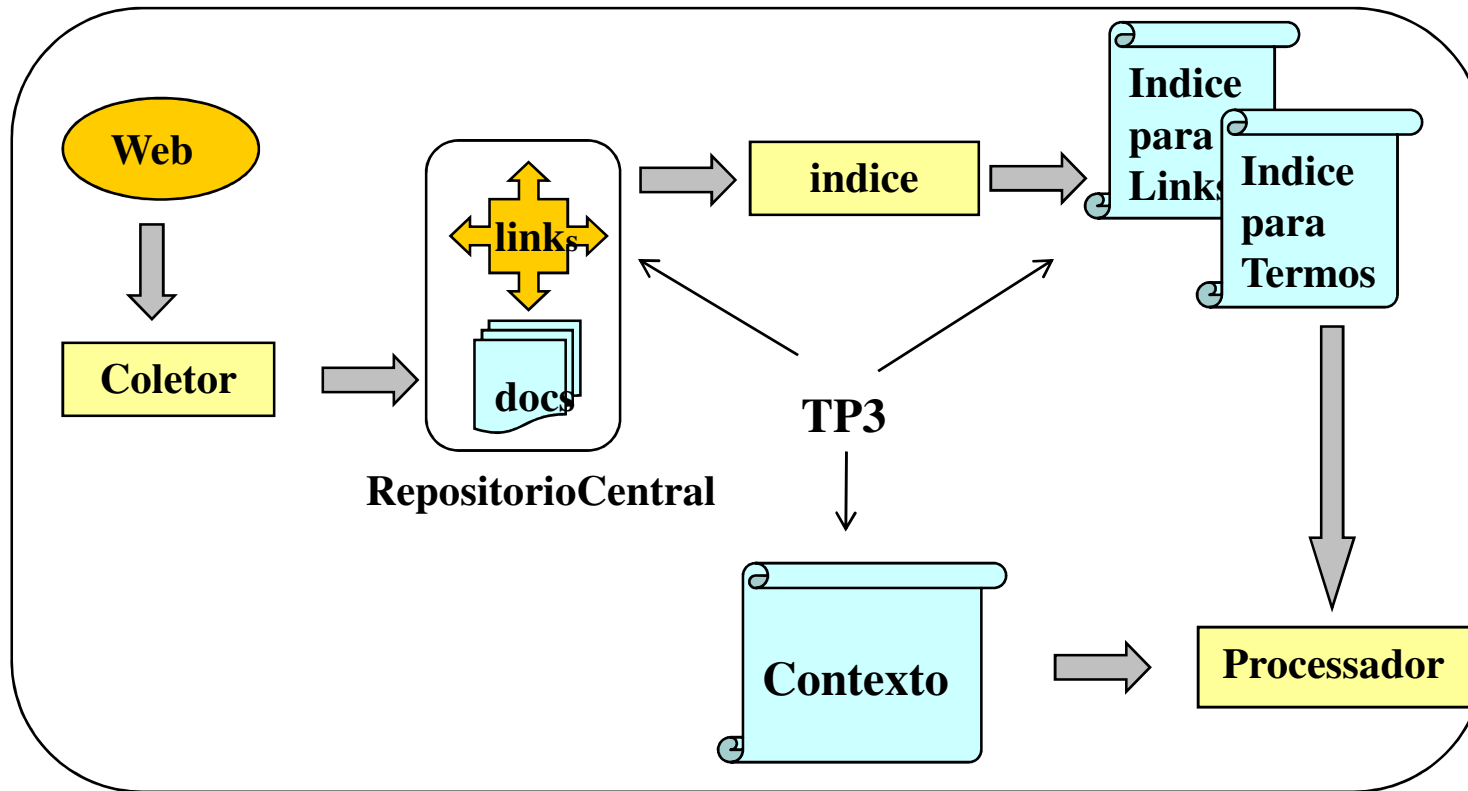 Web
Coletor
links
docs
RepositorioCentral
indice
Indice
para
Links
Indice
para
Termos
TP3
Contexto
Processador